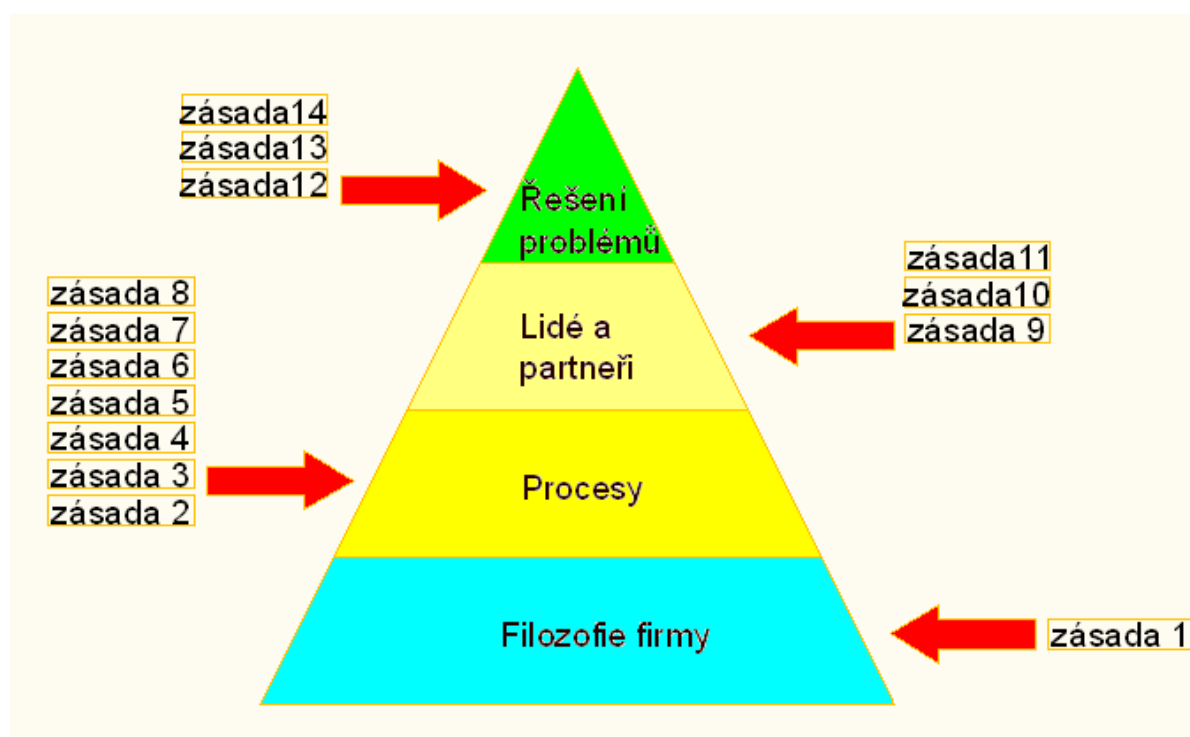 zásada14
zásada13
zásada12
Řešení
problémů
zásada11
zásada10
zásada 9
Lidé a
partneři
zásada 8
zásada 7
zásada 6
zásada 5
zásada 4
zásada 3
zásada 2
Procesy
Filozofie firmy
zásada 1